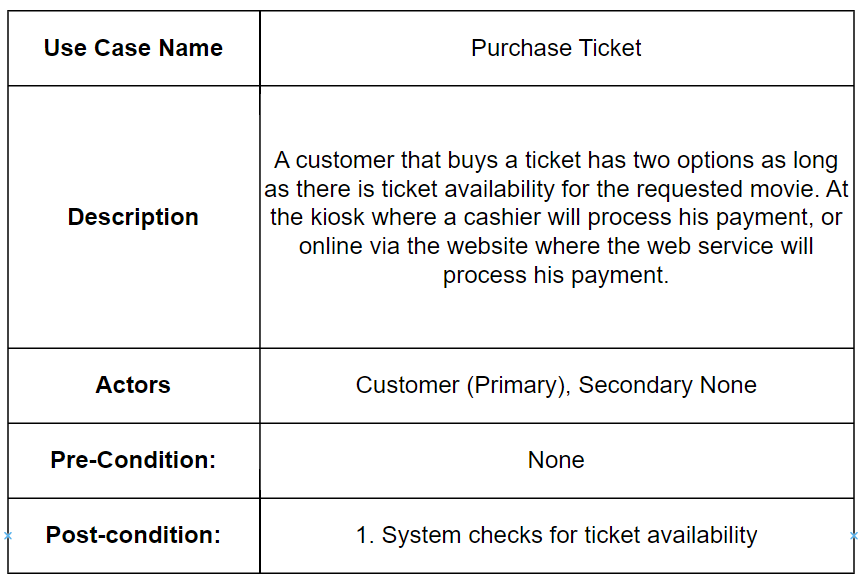 Use Case Name
Purchase Ticket
Description
A customer that buys a ticket has two options as long
as there is ticket availability for the requested movie. At
the kiosk where a cashier will process his payment, or
online via the website where the web service will
process his payment.
Actors
Customer (Primary), Secondary None
Pre-Condition:
None
Post-condition:
1. System checks for ticket availability